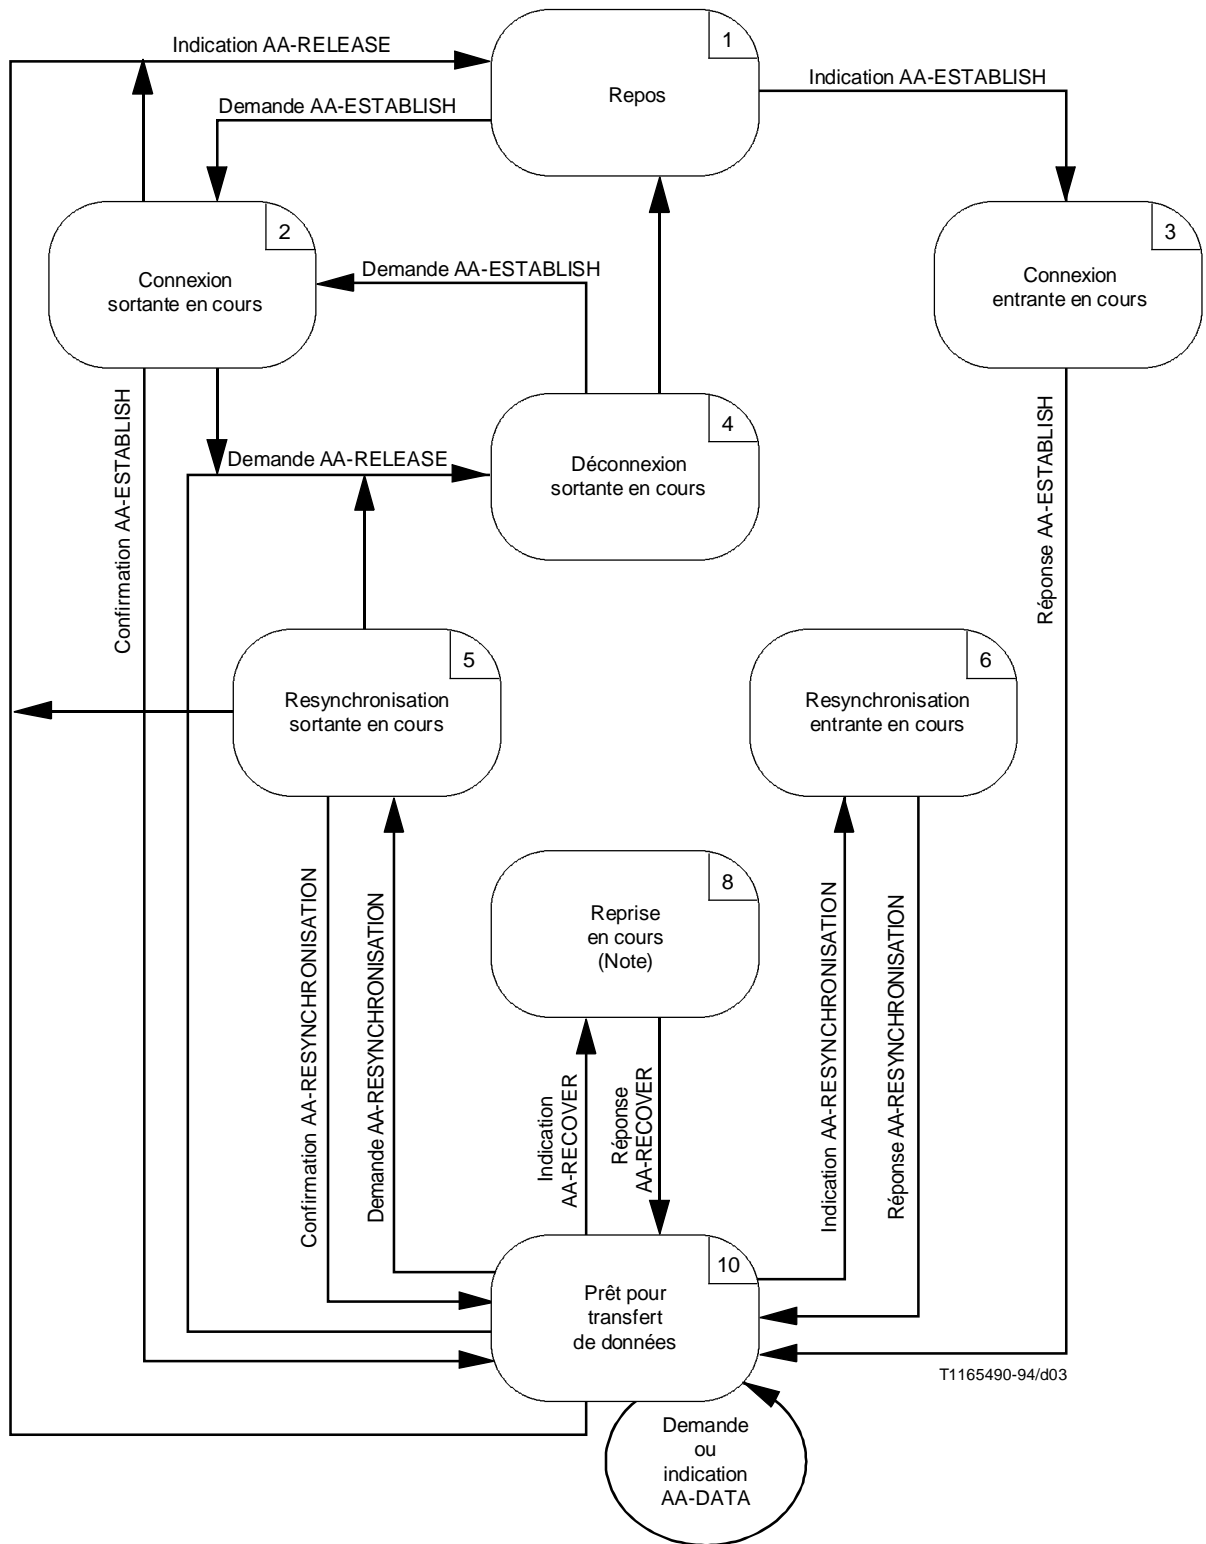 Indication AA-RELEASE
1
Repos
Indication AA-ESTABLISH
Demande AA-ESTABLISH
2
Connexion
sortante en cours
3
Connexion
entrante en cours
Demande AA-ESTABLISH
4
Déconnexion
sortante en cours
Demande AA-RELEASE
Confirmation AA-ESTABLISH
Réponse AA-ESTABLISH
5
Resynchronisation
sortante en cours
6
Resynchronisation
entrante en cours
8
Reprise
en cours
(Note)
Confirmation AA-RESYNCHRONISATION
Demande AA-RESYNCHRONISATION
Indication
AA-RECOVER
Réponse
AA-RECOVER
Indication AA-RESYNCHRONISATION
Réponse AA-RESYNCHRONISATION
10
Prêt pour
transfert
de données
T1165490-94/d03
Demande
ou
indication
AA-DATA